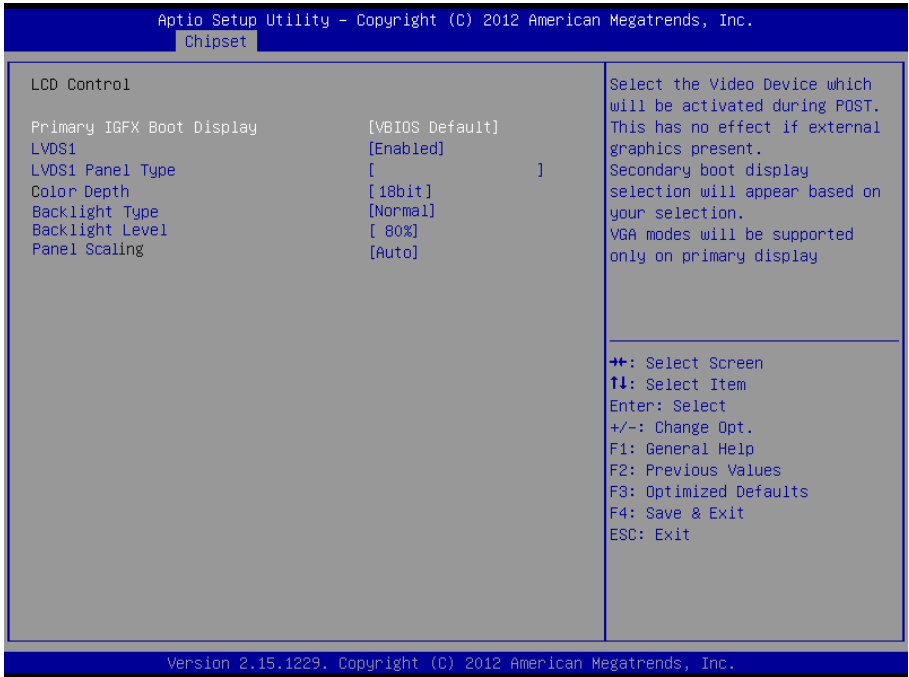 Aptio Setup Utility – Copyright (C) 2012 American Megatrends, Inc.
Chipset
LCD Control
Primary IGFX Boot Display [VBIOS Default]
LVDS1 [Enabled]
LVDS1 Panel Type [ ]
Color Depth [18bit]
Backlight Type [Normal]
Backlight Level [ 80%]
Panel Scaling [Auto]
Select the Video Device which
will be activated during POST.
This has no effect if external
graphics present.
Secondary boot display
selection will appear based on
your selection.
VGA modes will be supported
only on primary display
→←: Select Screen
↑↓: Select Item
Enter: Select
+/-: Change Opt.
F1: General Help
F2: Previous Values
F3: Optimized Defaults
F4: Save & Exit
ESC: Exit
Version 2.15.1229. Copyright (C) 2012 American Megatrends, Inc.